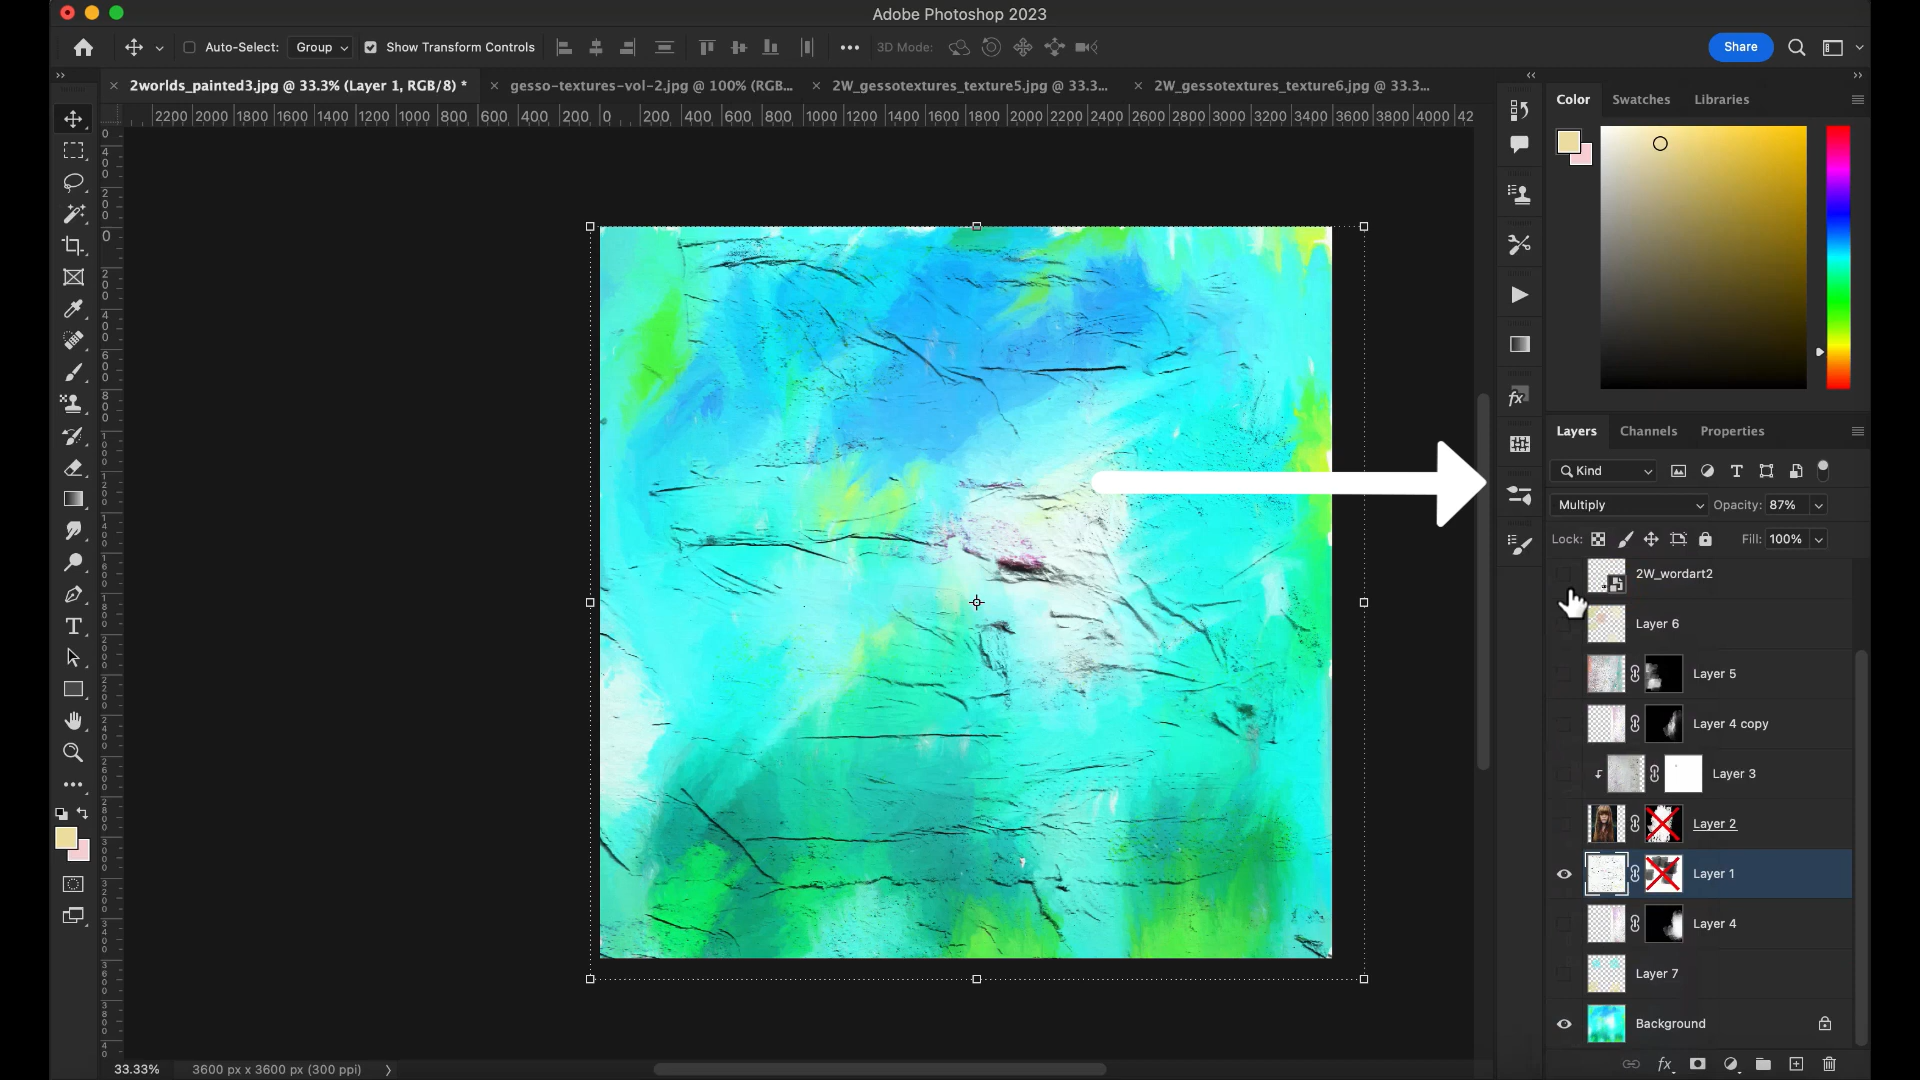 Adobe Photoshop 2023
Auto-Select: Group Show Transform Controls 3D Mode: Share
2worlds_painted3.jpg @ 33.3% (Layer 1, RGB/8) * gesso-textures-vol-2.jpg @ 100% (RGB... 2W_gessotextures_texture5.jpg @ 33.3... 2W_gessotextures_texture6.jpg @ 33.3...
2200 2000 1800 1600 1400 1200 1000 800 600 400 200 0 200 400 600 800 1000 1200 1400 1600 1800 2000 2200 2400 2600 2800 3000 3200 3400 3600 3800 4000 42
Color Swatches Libraries
Layers Channels Properties
Kind
Multiply Opacity: 87%
Lock: Fill: 100%
2W_wordart2
Layer 6
Layer 5
Layer 4 copy
Layer 3
Layer 2
Layer 1
Layer 4
Layer 7
Background
fx
33.33% 3600 px x 3600 px (300 ppi)